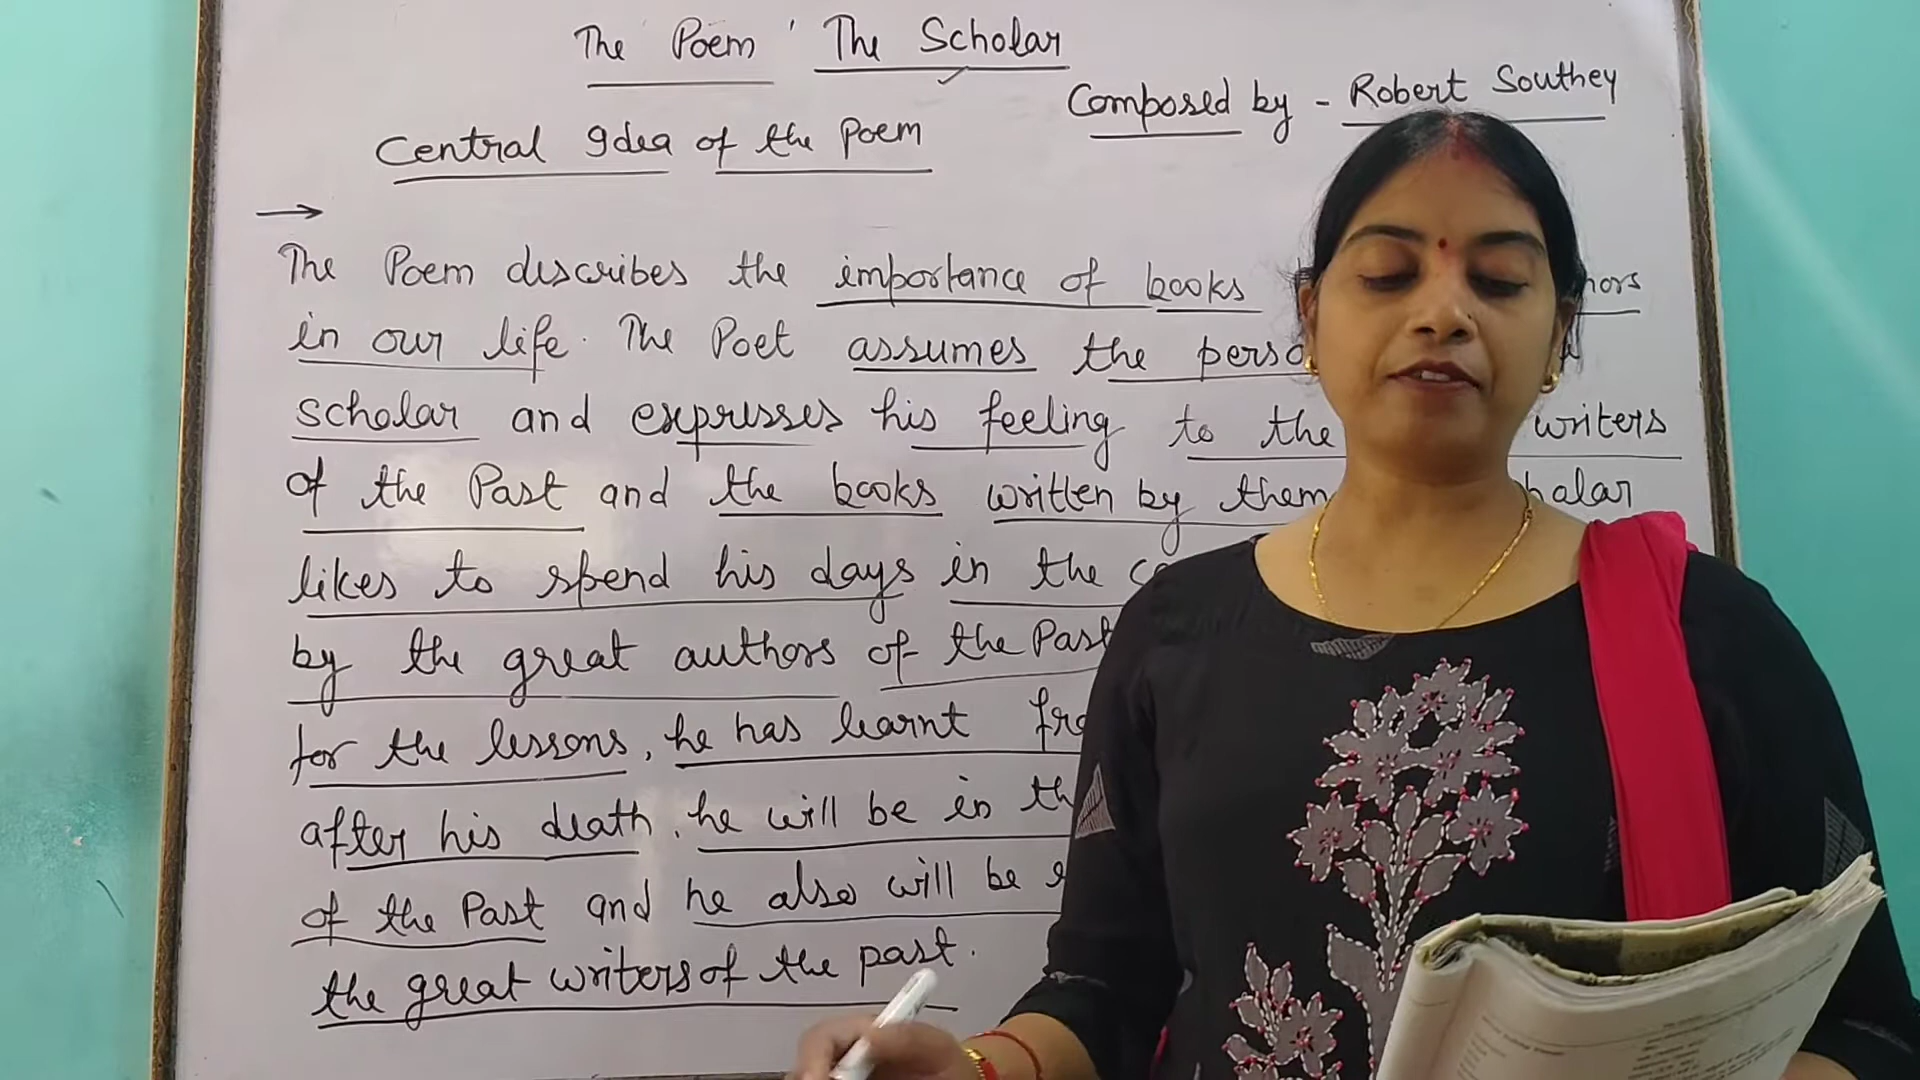 The Poem ' The Scholar
Composed by - Robert Southey
Central Idea of the Poem
→
The Poem describes the importance of books
in our life. The Poet assumes the
scholar and expresses his feeling to the writers
of the Past and the books written by them
likes to spend his days in the
by the great authors of the Past
for the lessons, he has learnt
after his death, he will be in
of the Past and he also will be
the great writers of the past.